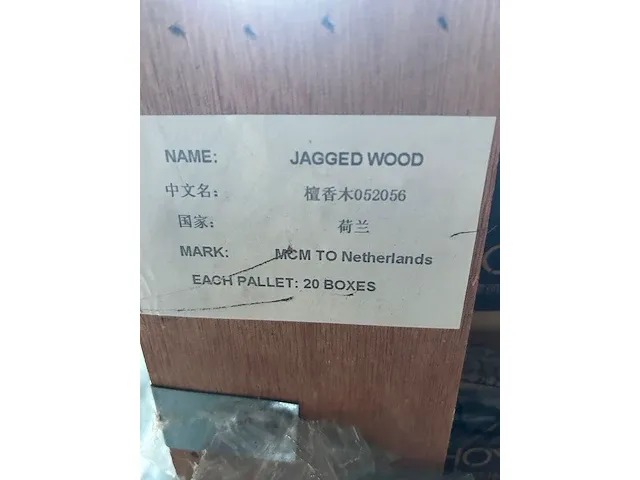 NAME: JAGGED WOOD
中文名: 檀香木052056
国家: 荷兰
MARK: MCM TO Netherlands
EACH PALLET: 20 BOXES